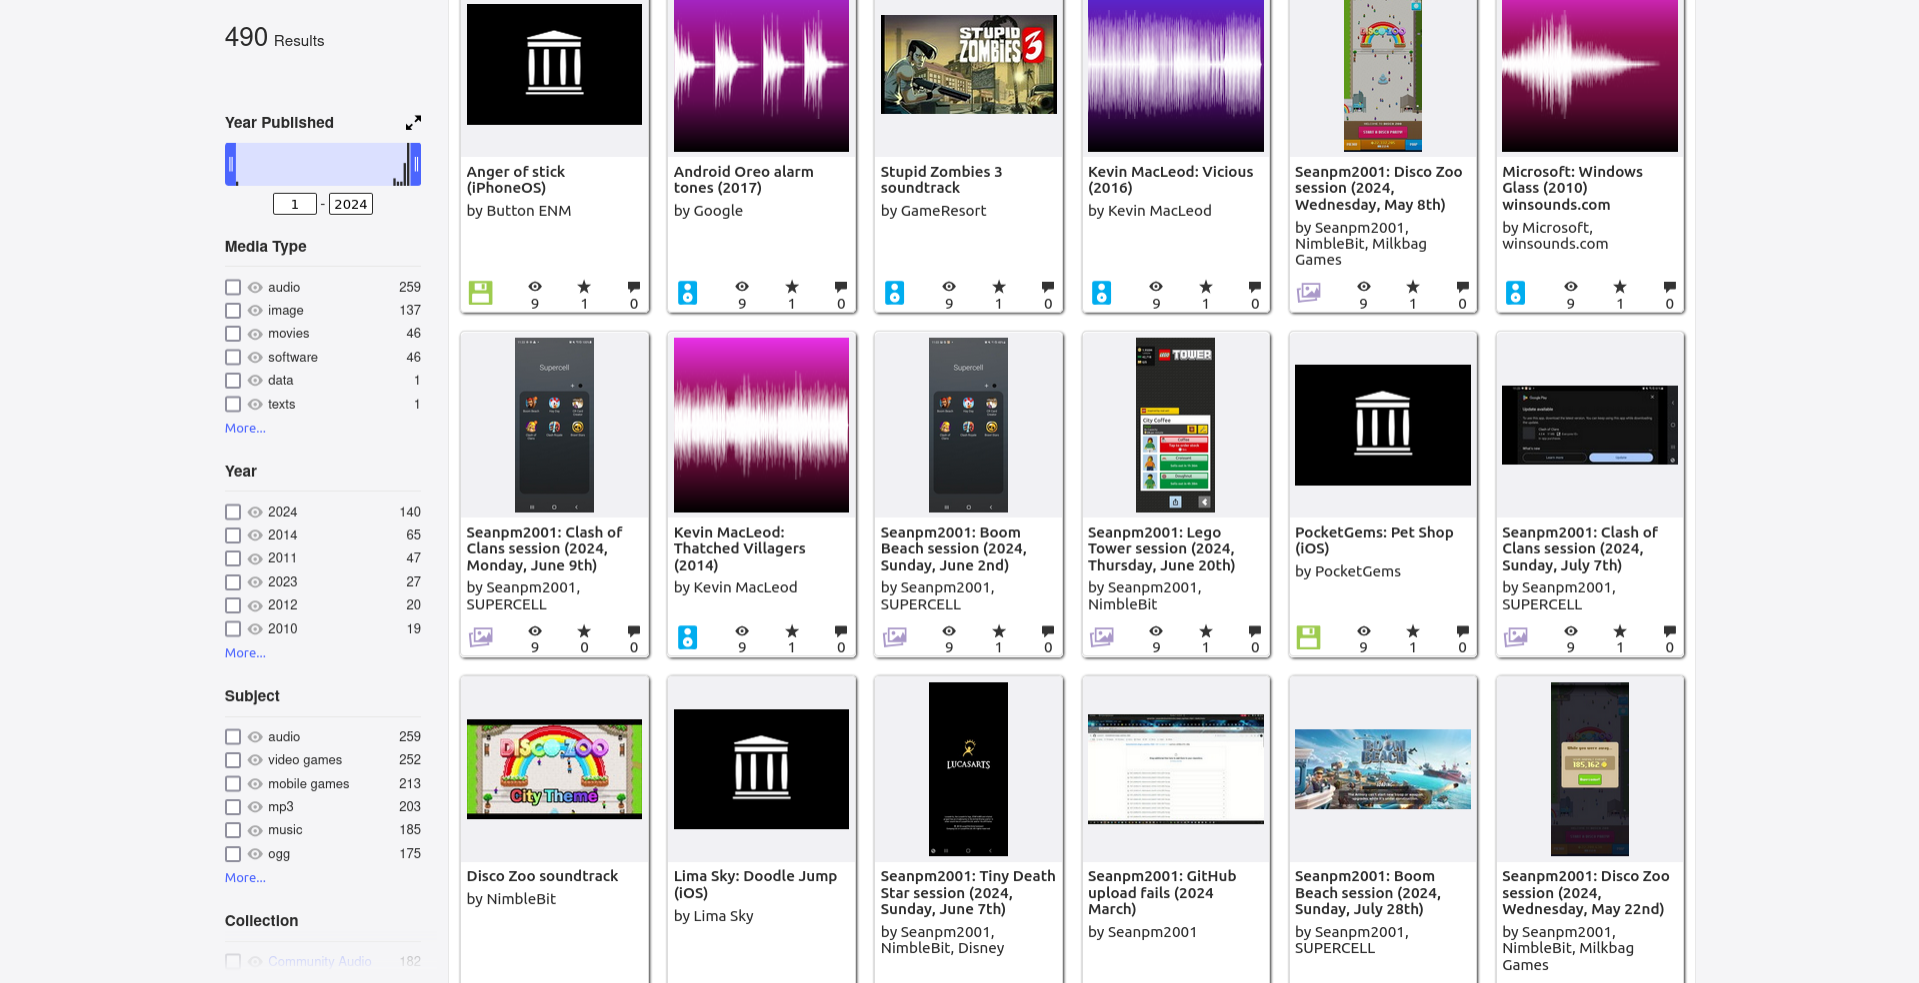 490 Results
Year Published
1 - 2024
Media Type
audio 259
image 137
movies 46
software 46
data 1
texts 1
More...
Year
2024 140
2014 65
2011 47
2023 27
2012 20
2010 19
More...
Subject
audio 259
video games 252
mobile games 213
mp3 203
music 185
ogg 175
More...
Collection
Community Audio 182
Anger of stick
(iPhoneOS)
by Button ENM
9 1 0
Android Oreo alarm
tones (2017)
by Google
9 1 0
STUPID
ZOMBIES 3
Stupid Zombies 3
soundtrack
by GameResort
9 1 0
Kevin MacLeod: Vicious
(2016)
by Kevin MacLeod
9 1 0
DISCO ZOO
Seanpm2001: Disco Zoo
session (2024,
Wednesday, May 8th)
by Seanpm2001,
NimbleBit, Milkbag
Games
9 1 0
Microsoft: Windows
Glass (2010)
winsounds.com
by Microsoft,
winsounds.com
9 1 0
Supercell
Seanpm2001: Clash of
Clans session (2024,
Monday, June 9th)
by Seanpm2001,
SUPERCELL
9 0 0
Kevin MacLeod:
Thatched Villagers
(2014)
by Kevin MacLeod
9 1 0
Supercell
Seanpm2001: Boom
Beach session (2024,
Sunday, June 2nd)
by Seanpm2001,
SUPERCELL
9 1 0
LEGO TOWER
City Coffee
Seanpm2001: Lego
Tower session (2024,
Thursday, June 20th)
by Seanpm2001,
NimbleBit
9 1 0
PocketGems: Pet Shop
(iOS)
by PocketGems
9 1 0
Google Play
Update available
Update
Seanpm2001: Clash of
Clans session (2024,
Sunday, July 7th)
by Seanpm2001,
SUPERCELL
9 1 0
DISCO ZOO
City Theme
Disco Zoo soundtrack
by NimbleBit
Lima Sky: Doodle Jump
(iOS)
by Lima Sky
LUCASARTS
Seanpm2001: Tiny Death
Star session (2024,
Sunday, June 7th)
by Seanpm2001,
NimbleBit, Disney
Seanpm2001: GitHub
upload fails (2024
March)
by Seanpm2001
BOOM
BEACH
Seanpm2001: Boom
Beach session (2024,
Sunday, July 28th)
by Seanpm2001,
SUPERCELL
While you were away...
185,162
Seanpm2001: Disco Zoo
session (2024,
Wednesday, May 22nd)
by Seanpm2001,
NimbleBit, Milkbag
Games